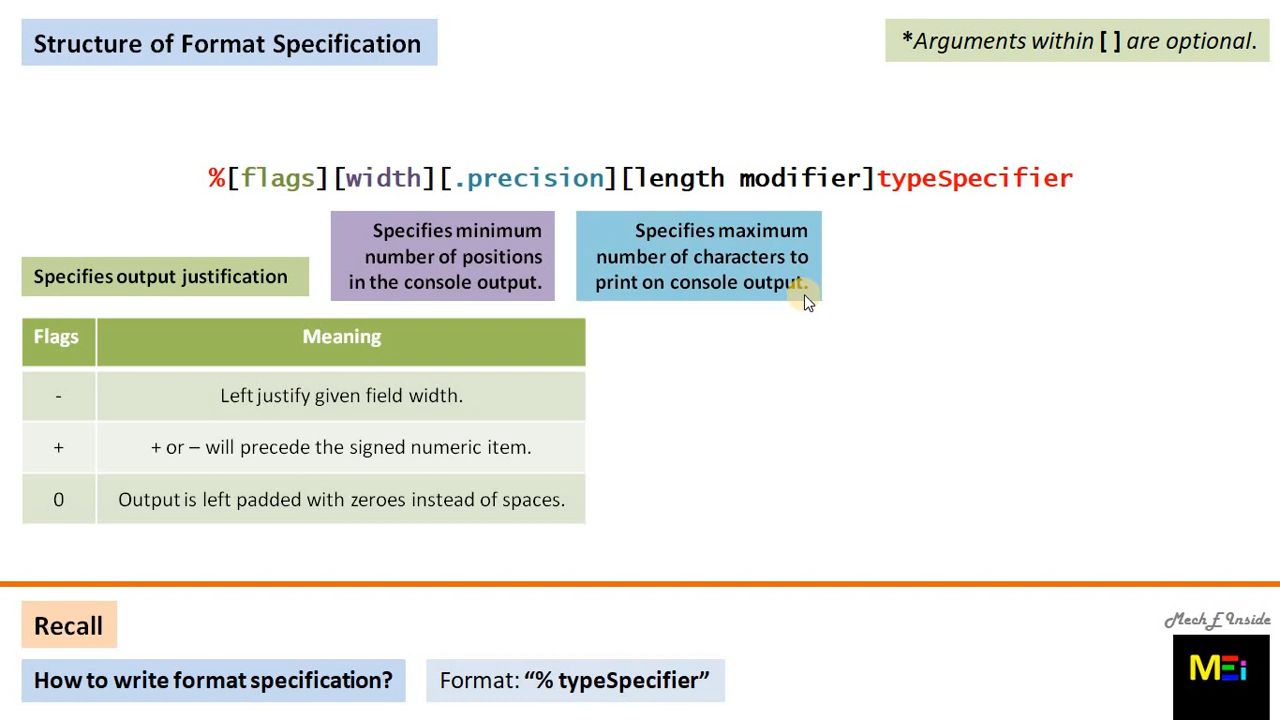 Structure of Format Specification
*Arguments within [ ] are optional.
%[flags][width][.precision][length modifier]typeSpecifier
Specifies output justification
Specifies minimum
number of positions
in the console output.
Specifies maximum
number of characters to
print on console output.
Flags Meaning
- Left justify given field width.
+ + or – will precede the signed numeric item.
0 Output is left padded with zeroes instead of spaces.
Recall
How to write format specification?
Format: “% typeSpecifier”
Mech E Inside
MEi